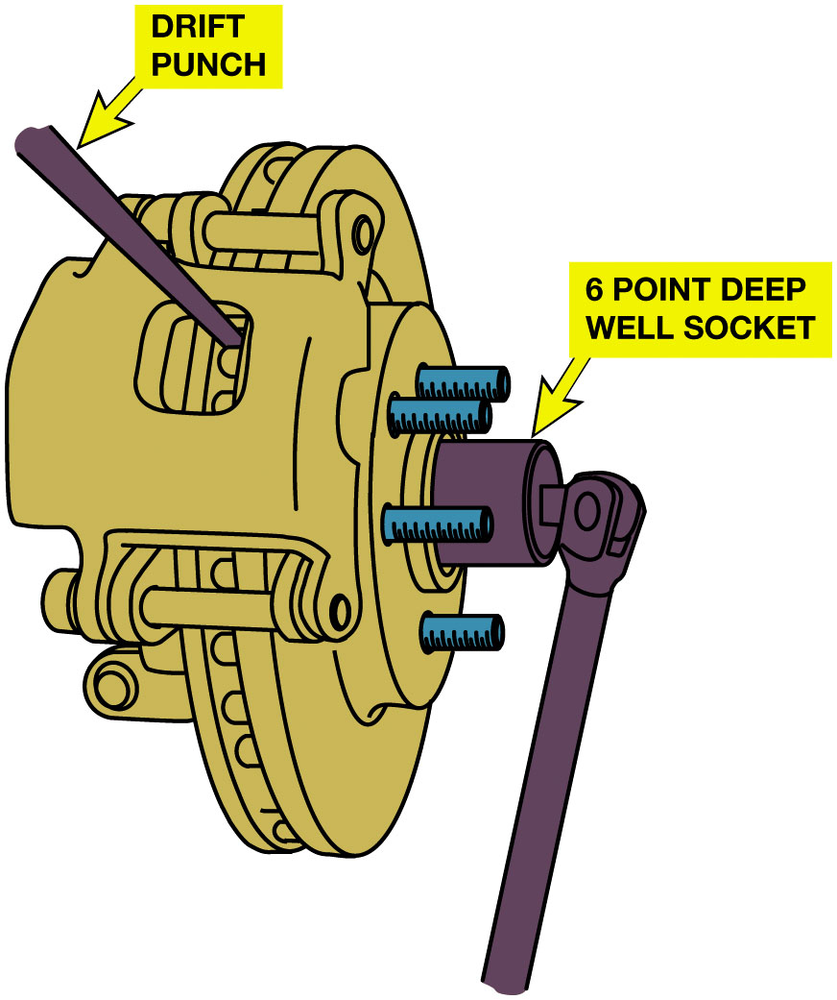 DRIFT
PUNCH
6 POINT DEEP
WELL SOCKET